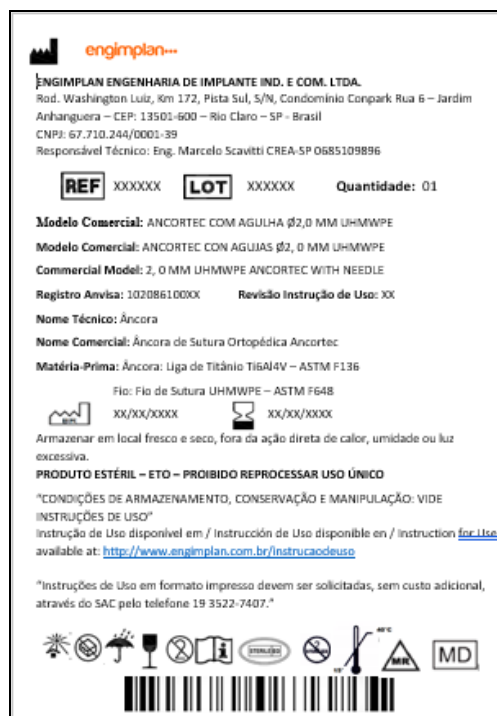 engimplan
ENGIMPLAN ENGENHARIA DE IMPLANTE IND. E COM. LTDA.
Rod. Washington Luiz, Km 172, Pista Sul, S/N, Condomínio Conpark Rua 6 – Jardim
Anhanguera – CEP: 13501-600 – Rio Claro – SP - Brasil
CNPJ: 67.710.244/0001-39
Responsável Técnico: Eng. Marcelo Scavitti CREA-SP 0685109896
REF XXXXXX LOT XXXXXX Quantidade: 01
Modelo Comercial: ANCORTEC COM AGULHA Ø2,0 MM UHMWPE
Modelo Comercial: ANCORTEC CON AGUJAS Ø2, 0 MM UHMWPE
Commercial Model: 2, 0 MM UHMWPE ANCORTEC WITH NEEDLE
Registro Anvisa: 102086100XX Revisão Instrução de Uso: XX
Nome Técnico: Âncora
Nome Comercial: Âncora de Sutura Ortopédica Ancortec
Matéria-Prima: Âncora: Liga de Titânio Ti6Al4V – ASTM F136
Fio: Fio de Sutura UHMWPE – ASTM F648
XX/XX/XXXX XX/XX/XXXX
Armazenar em local fresco e seco, fora da ação direta de calor, umidade ou luz
excessiva.
PRODUTO ESTÉRIL – ETO – PROIBIDO REPROCESSAR USO ÚNICO
"CONDIÇÕES DE ARMAZENAMENTO, CONSERVAÇÃO E MANIPULAÇÃO: VIDE
INSTRUÇÕES DE USO"
Instrução de Uso disponível em / Instrucción de Uso disponible en / Instruction for Use
available at: http://www.engimplan.com.br/instrucaodeuso
"Instruções de Uso em formato impresso devem ser solicitadas, sem custo adicional,
através do SAC pelo telefone 19 3522-7407."
MR MD